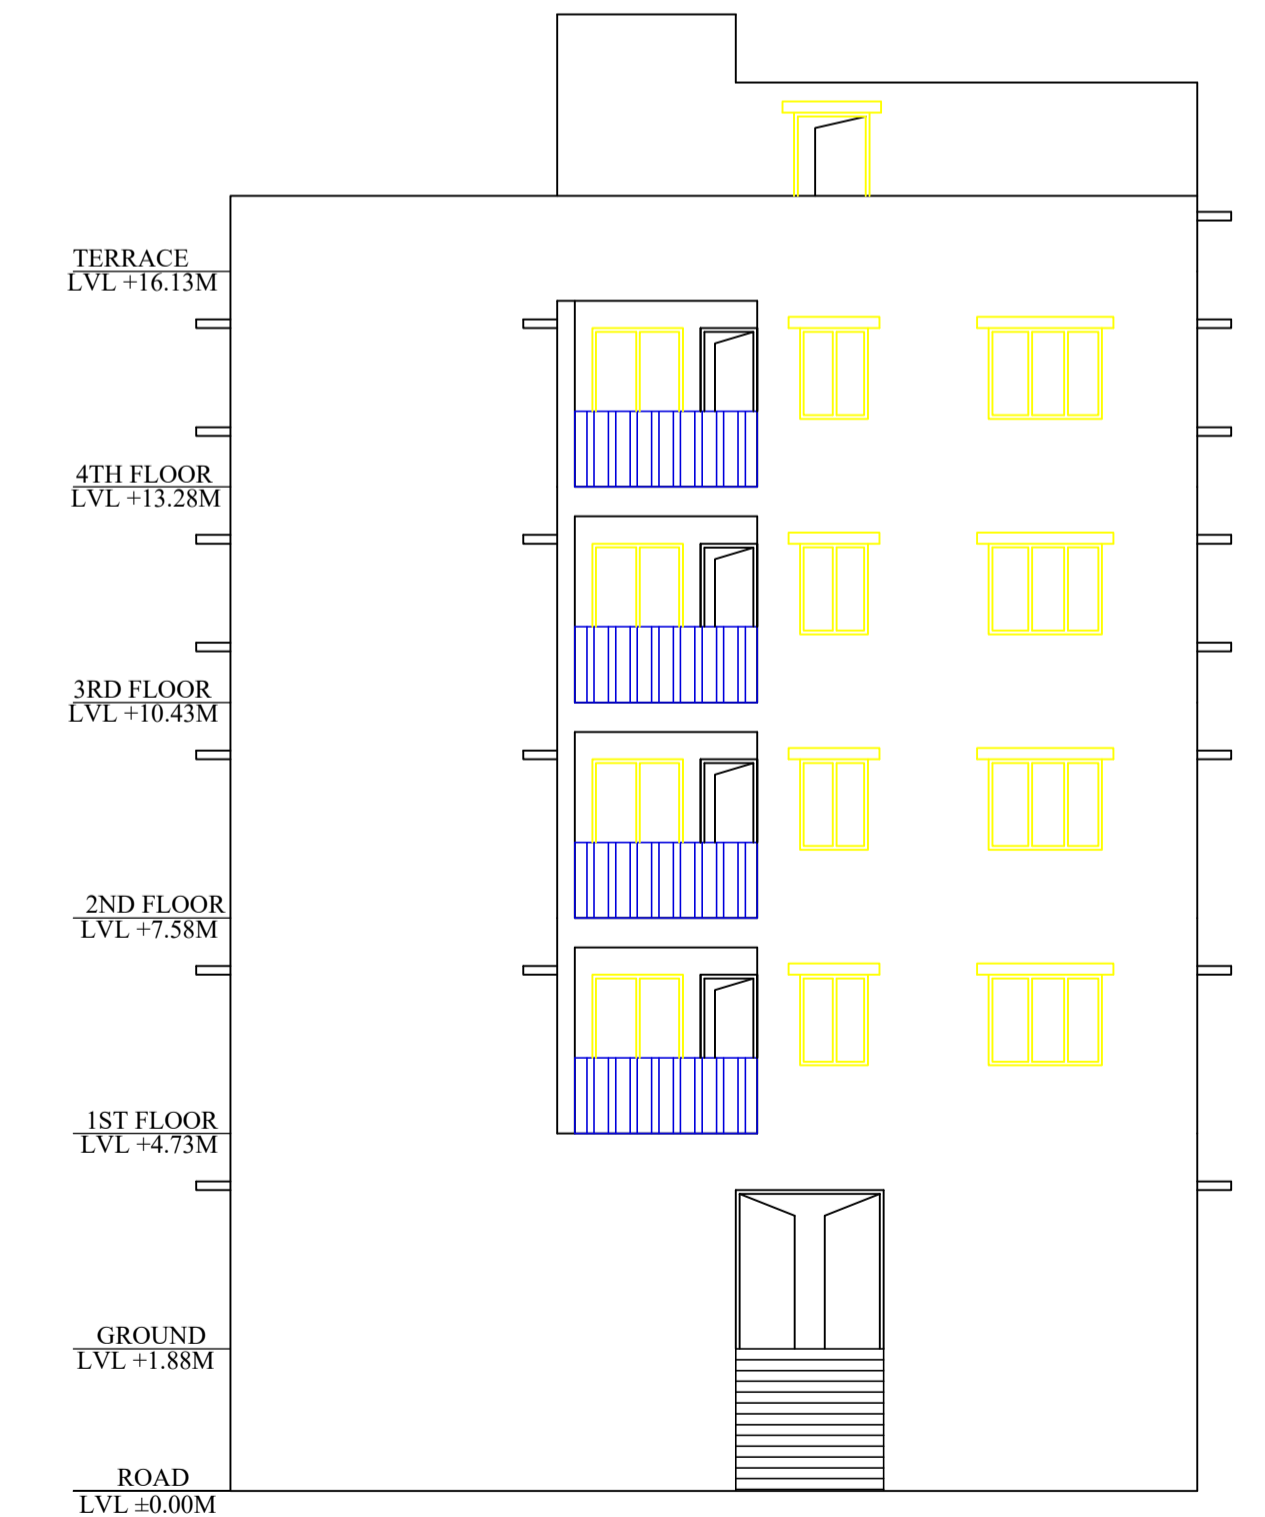 TERRACE
LVL +16.13M
4TH FLOOR
LVL +13.28M
3RD FLOOR
LVL +10.43M
2ND FLOOR
LVL +7.58M
1ST FLOOR
LVL +4.73M
GROUND
LVL +1.88M
ROAD
LVL ±0.00M